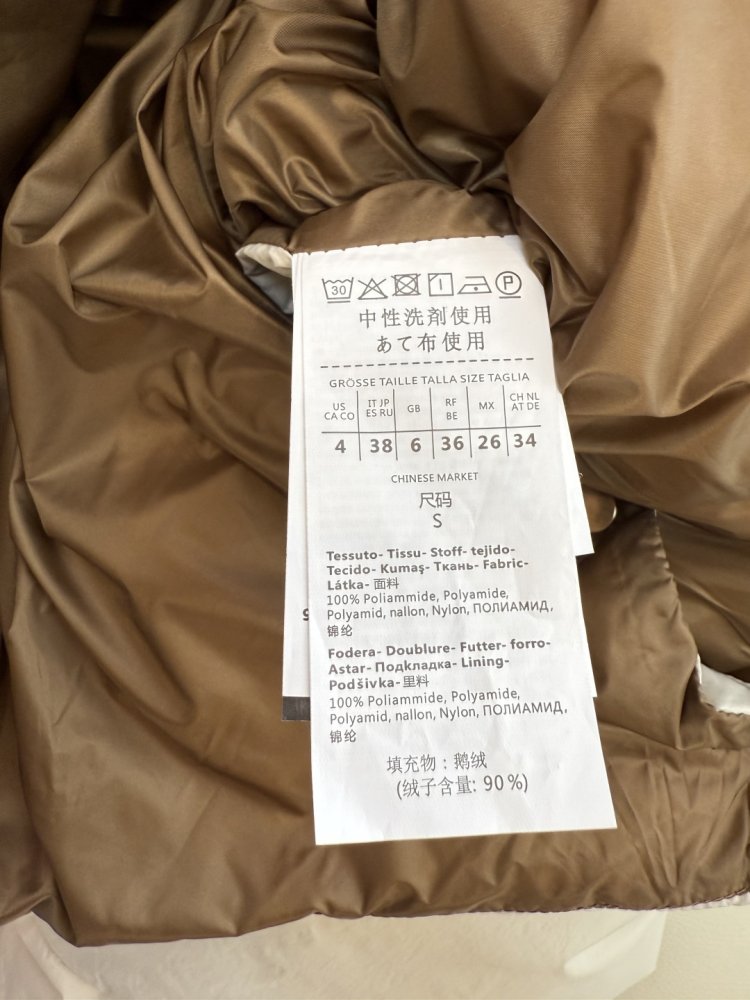 30 P
中性洗剤使用
あて布使用
GRÖSSE TAILLE TALLA SIZE TAGLIA
US CA CO IT JP ES RU GB RF BE MX CH NL AT DE
4 38 6 36 26 34
CHINESE MARKET
尺码
S
Tessuto- Tissu- Stoff- tejido-
Tecido- Kumaş- Ткань- Fabric-
Látka- 面料
100% Poliammide, Polyamide,
Polyamid, nallon, Nylon, ПОЛИАМИД,
锦纶
Fodera- Doublure- Futter- forro-
Astar- Подкладка- Lining-
Podšivka- 里料
100% Poliammide, Polyamide,
Polyamid, nallon, Nylon, ПОЛИАМИД,
锦纶
填充物：鹅绒
(绒子含量: 90%)
9